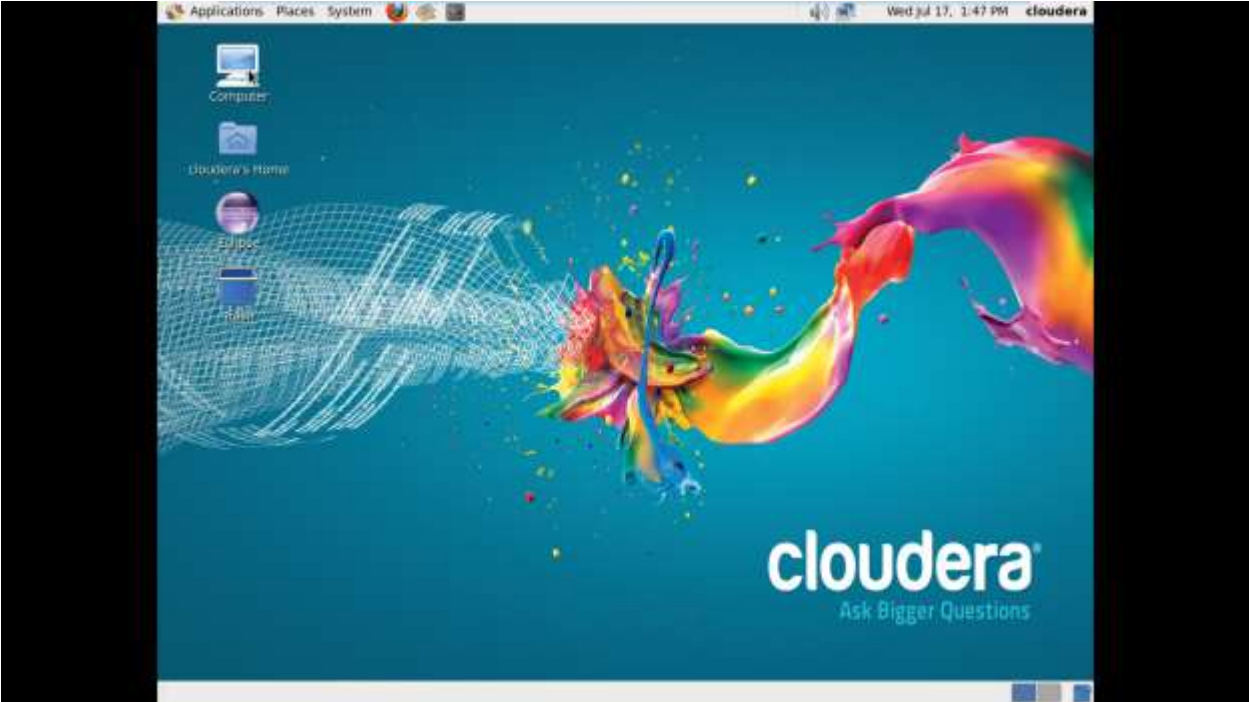 Applications Places System Wed Jul 17, 1:47 PM cloudera
Computer
cloudera's Home
Eclipse
cloudera
Ask Bigger Questions